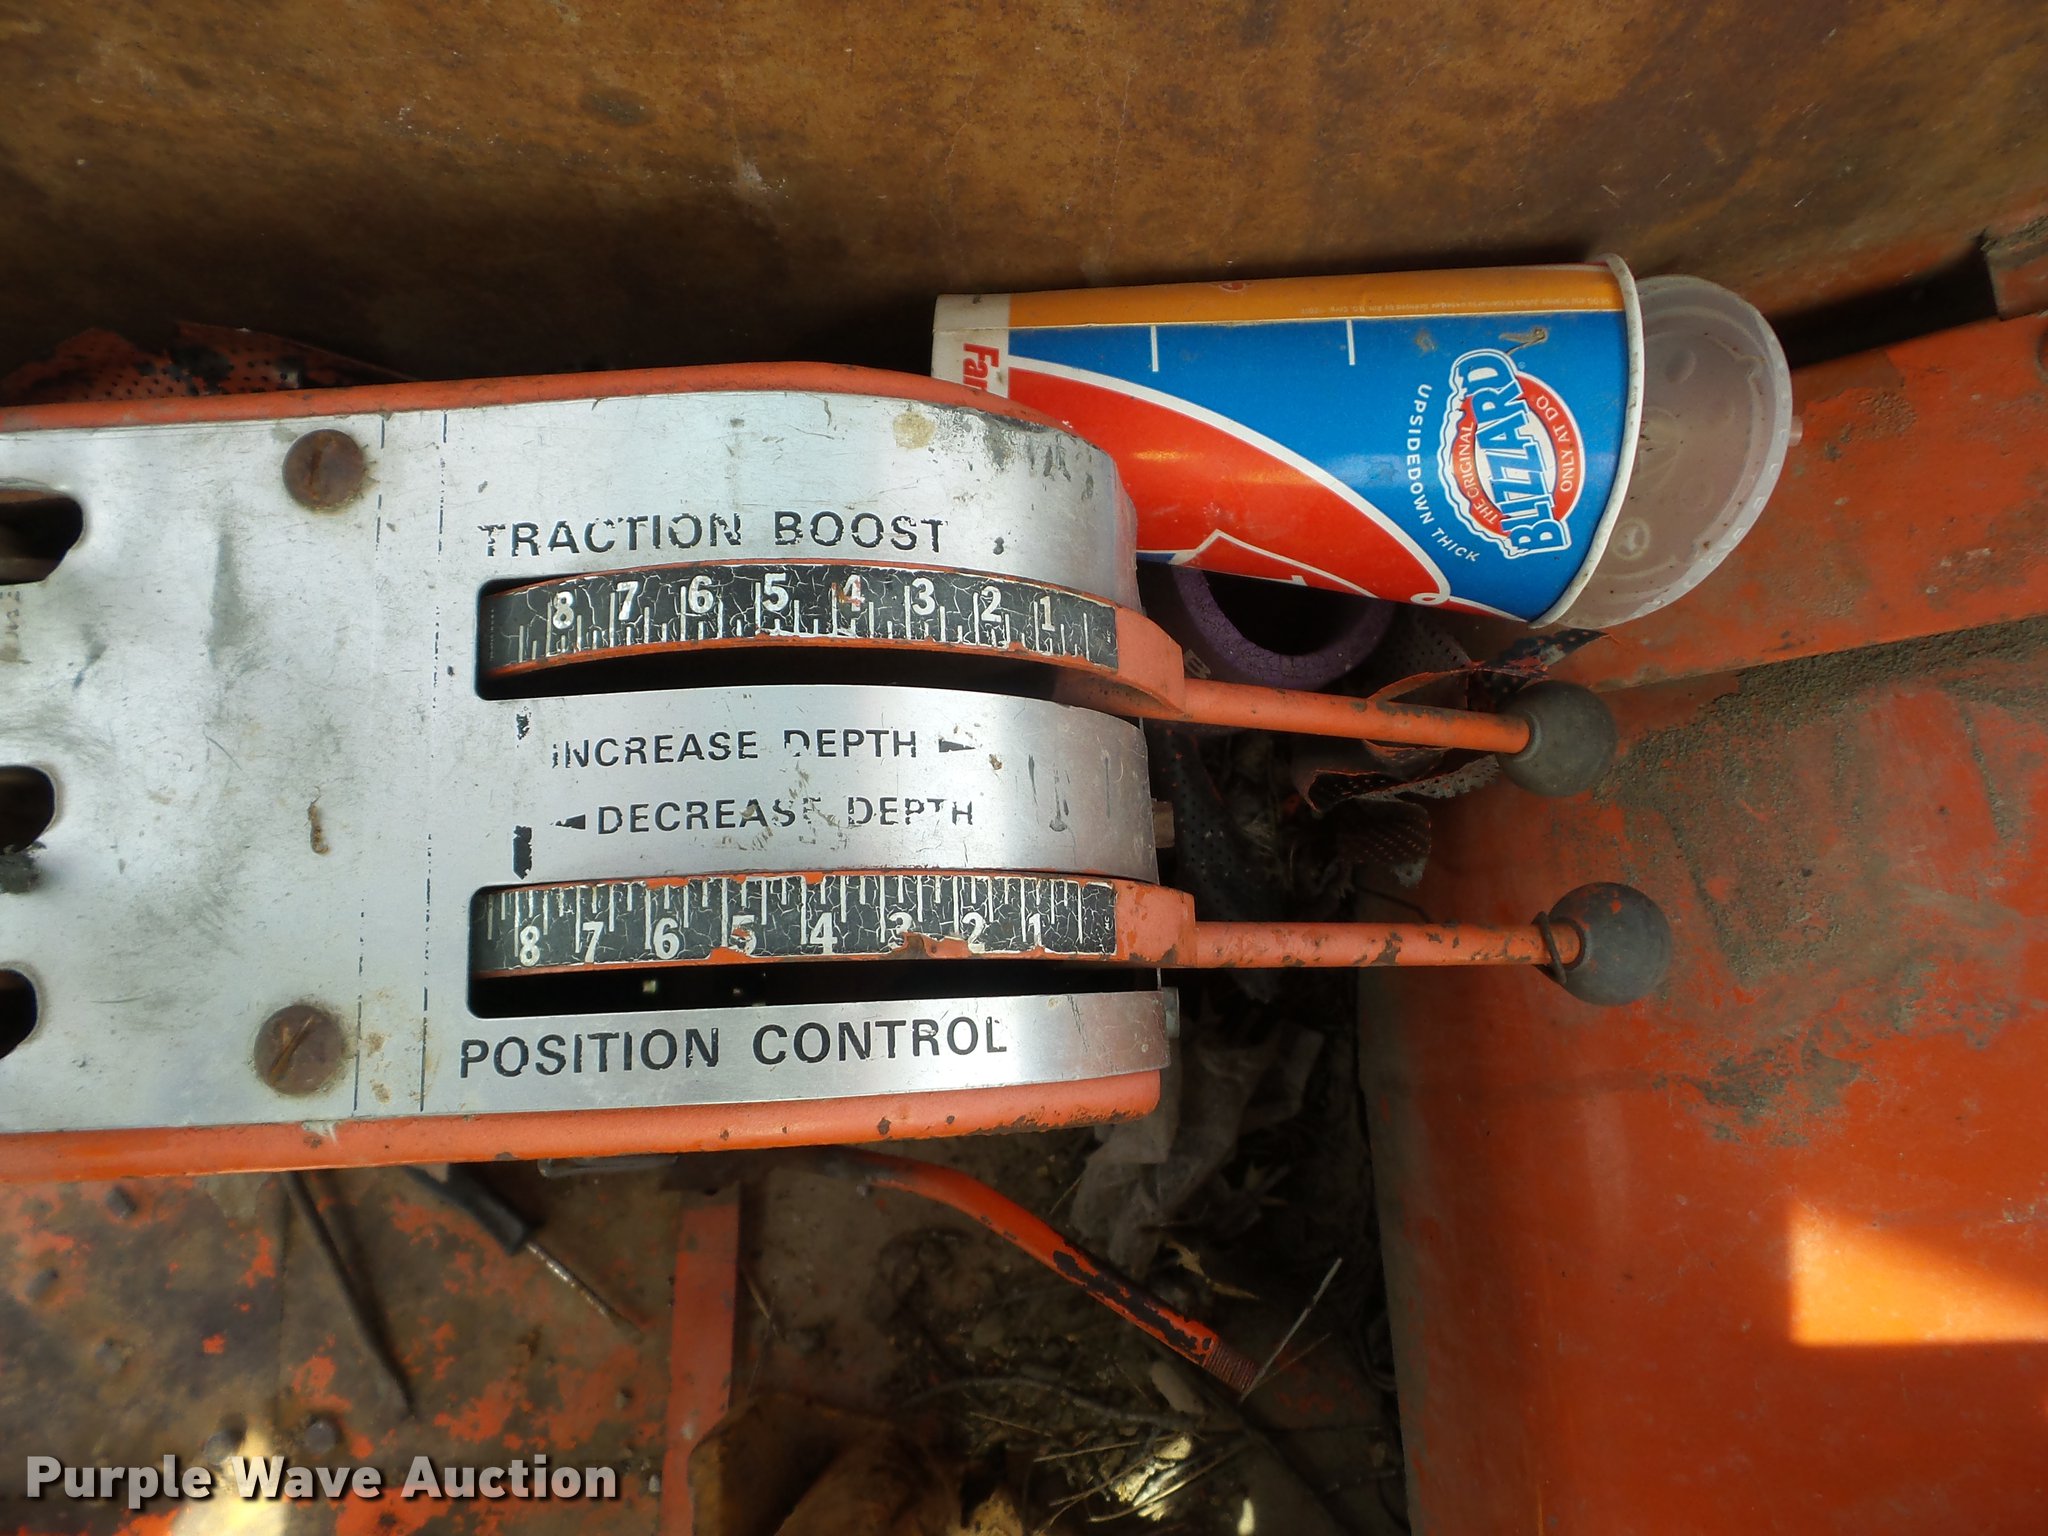 TRACTION BOOST
8 7 6 5 4 3 2 1
INCREASE DEPTH
DECREASE DEPTH
8 7 6 5 4 3 2 1
POSITION CONTROL
Fan
THE ORIGINAL
BLIZZARD®
ONLY AT DQ
UPSIDEDOWN THICK
Purple Wave Auction